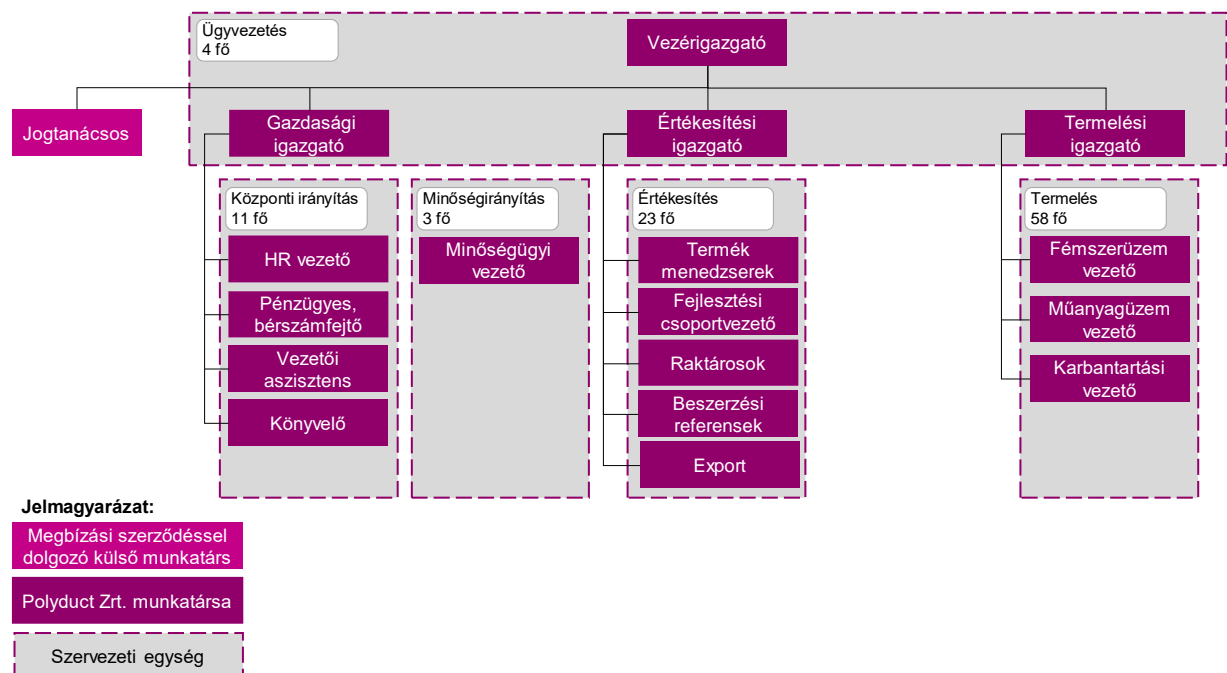 Ügyvezetés
4 fő
Vezérigazgató
Jogtanácsos
Gazdasági
igazgató
Értékesítési
igazgató
Termelési
igazgató
Központi irányítás
11 fő
HR vezető
Pénzügyes,
bérszámfejtő
Vezetői
aszisztens
Könyvelő
Minőségirányítás
3 fő
Minőségügyi
vezető
Értékesítés
23 fő
Termék
menedzserek
Fejlesztési
csoportvezető
Raktárosok
Beszerzési
referensek
Export
Termelés
58 fő
Fémszerüzem
vezető
Műanyagüzem
vezető
Karbantartási
vezető
Jelmagyarázat:
Megbízási szerződéssel
dolgozó külső munkatárs
Polyduct Zrt. munkatársa
Szervezeti egység